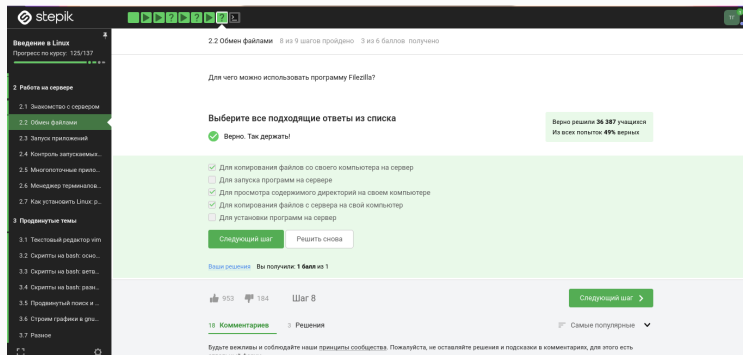 stepik
Введение в Linux
Прогресс по курсу: 125/137
2 Работа на сервере
2.1 Знакомство с сервером
2.2 Обмен файлами
2.3 Запуск приложений
2.4 Контроль запускаемых...
2.5 Многопоточные прило...
2.6 Менеджер терминалов...
2.7 Как установить Linux: р...
3 Продвинутые темы
3.1 Текстовый редактор vim
3.2 Скрипты на bash: осно...
3.3 Скрипты на bash: ветв...
3.4 Скрипты на bash: разн...
3.5 Продвинутый поиск и ...
3.6 Строим графики в gnu...
3.7 Разное
2.2 Обмен файлами 8 из 9 шагов пройдено 3 из 6 баллов получено
Для чего можно использовать программу Filezilla?
Выберите все подходящие ответы из списка
Верно. Так держать!
Верно решили 36 387 учащихся
Из всех попыток 49% верных
Для копирования файлов со своего компьютера на сервер
Для запуска программ на сервере
Для просмотра содержимого директорий на своем компьютере
Для копирования файлов с сервера на свой компьютер
Для установки программ на сервер
Следующий шаг Решить снова
Ваши решения Вы получили: 1 балл из 1
953 184 Шаг 8 Следующий шаг
18 Комментариев 3 Решения Самые популярные
Будьте вежливы и соблюдайте наши принципы сообщества. Пожалуйста, не оставляйте решения и подсказки в комментариях, для этого есть